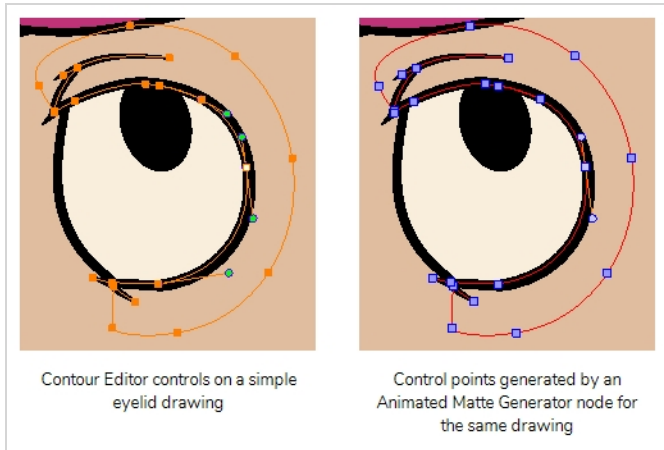 Contour Editor controls on a simple
eyelid drawing
Control points generated by an
Animated Matte Generator node for
the same drawing